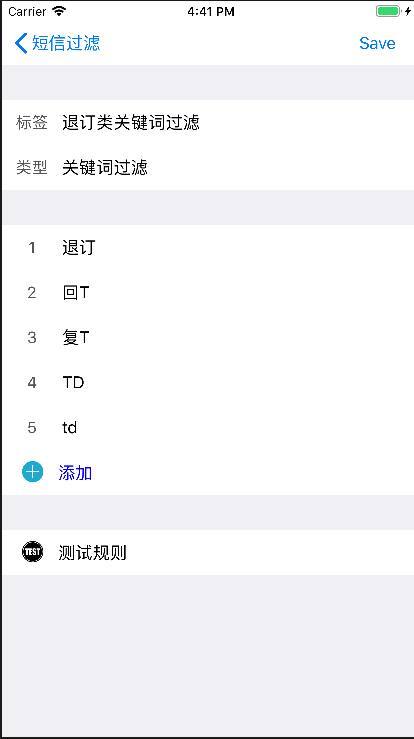 Carrier 4:41 PM
短信过滤 Save
标签 退订类关键词过滤
类型 关键词过滤
1 退订
2 回T
3 复T
4 TD
5 td
添加
TEST 测试规则